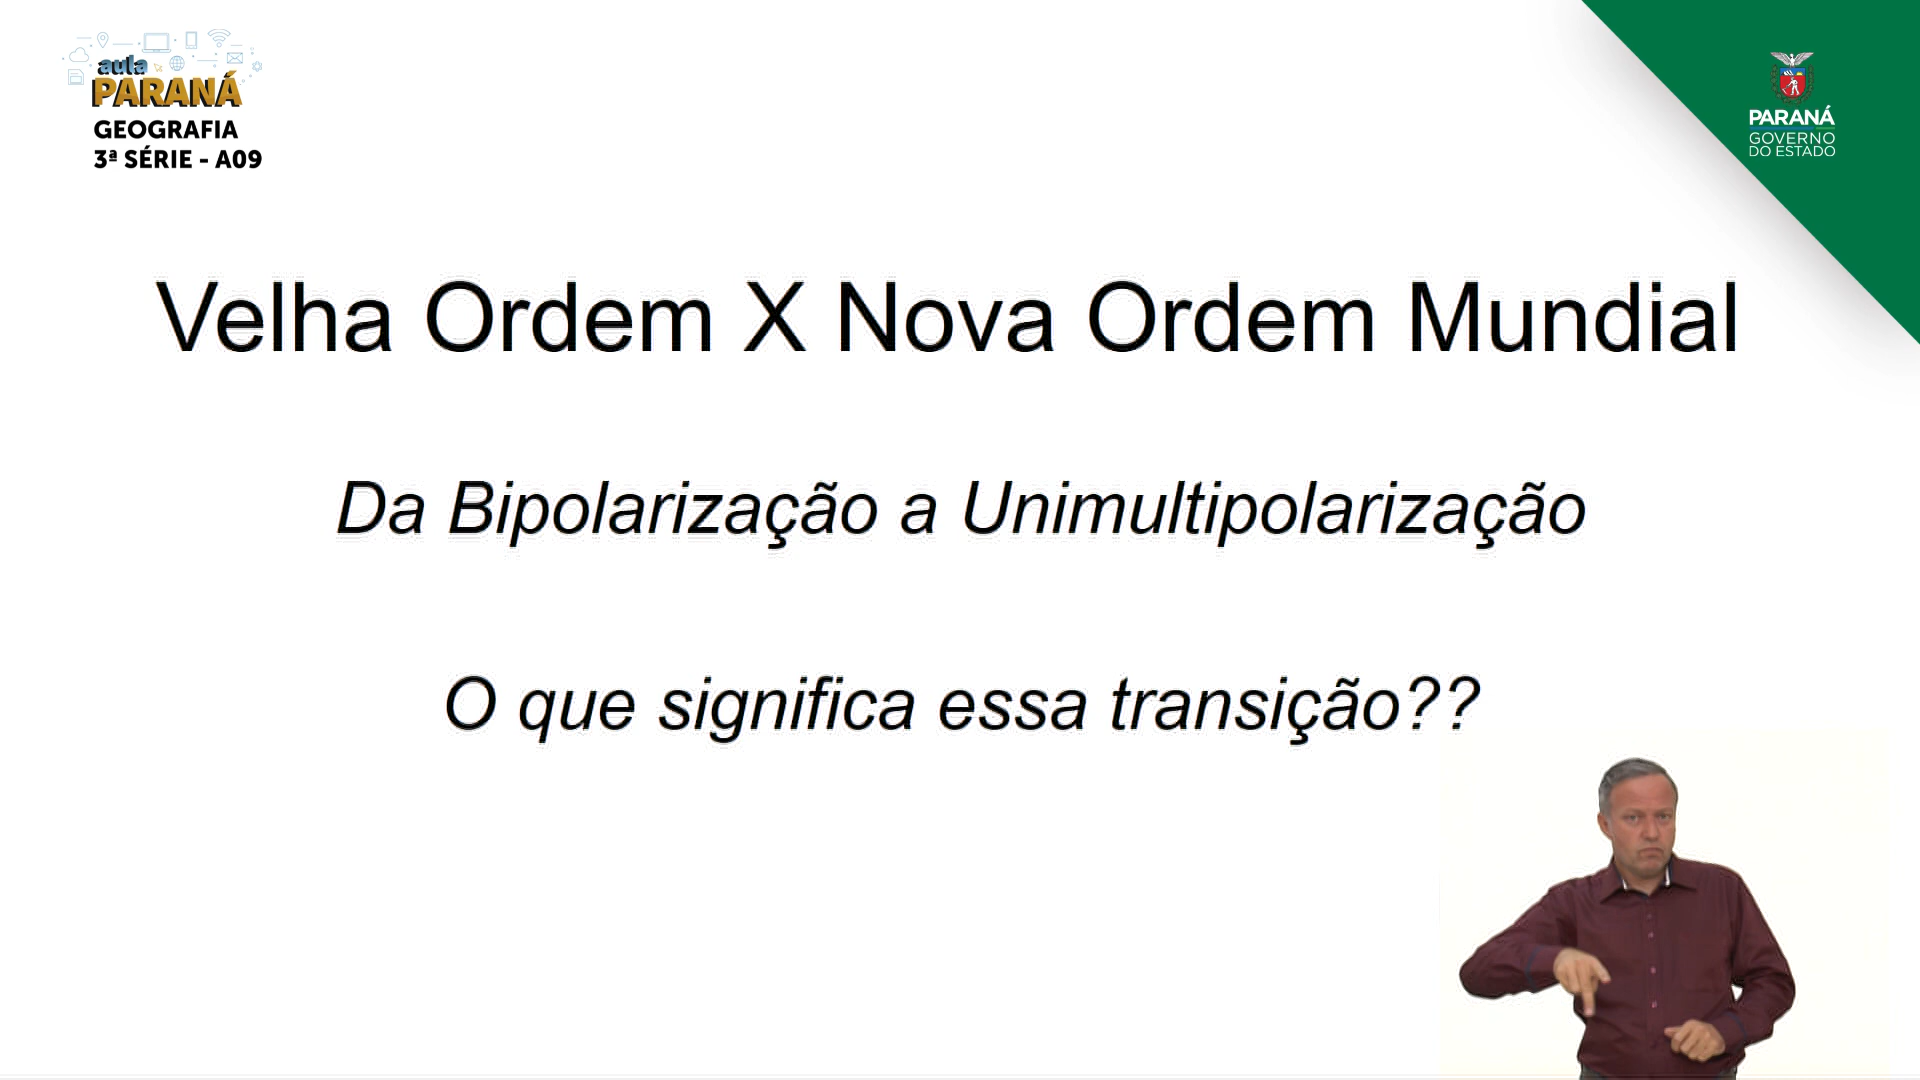 aula
PARANÁ
GEOGRAFIA
3ª SÉRIE - A09
PARANÁ
GOVERNO
DO ESTADO
Velha Ordem X Nova Ordem Mundial
Da Bipolarização a Unimultipolarização
O que significa essa transição??